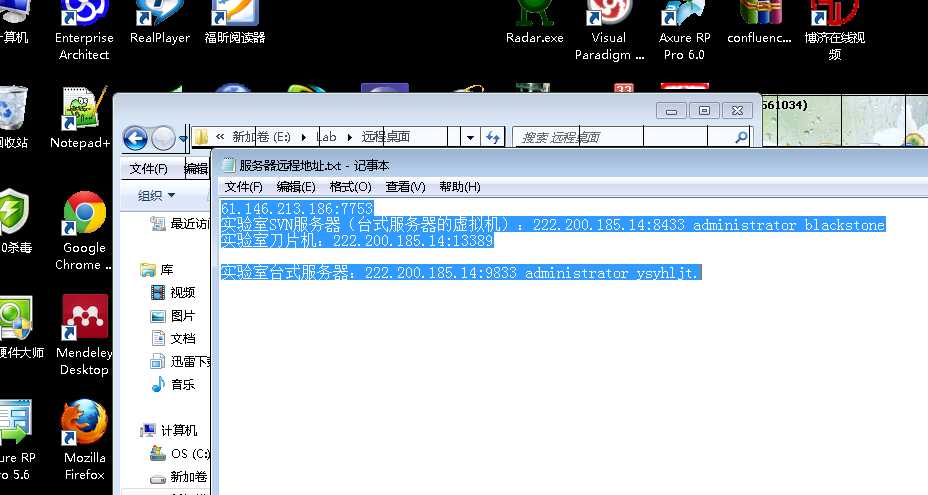 计算机
Enterprise
Architect
RealPlayer
福昕阅读器
Radar.exe
Visual
Paradigm ...
Axure RP
Pro 6.0
confluenc...
博济在线视
频
561034)
回收站
Notepad+
新加卷 (E:) Lab 远程桌面
搜索 远程桌面
文件(F) 编辑
服务器远程地址.txt - 记事本
文件(F) 编辑(E) 格式(O) 查看(V) 帮助(H)
组织
61.146.213.186:7753
实验室SVN服务器（台式服务器的虚拟机）：222.200.185.14:8433 administrator blackstone
实验室刀片机：222.200.185.14:13389
实验室台式服务器：222.200.185.14:9833 administrator ysyhljt.
最近访
0杀毒
Google
Chrome ...
库
视频
图片
文档
迅雷下
音乐
硬件大师
Mendeley
Desktop
计算机
OS (C:)
新加卷
ure RP
o 5.6
Mozilla
Firefox